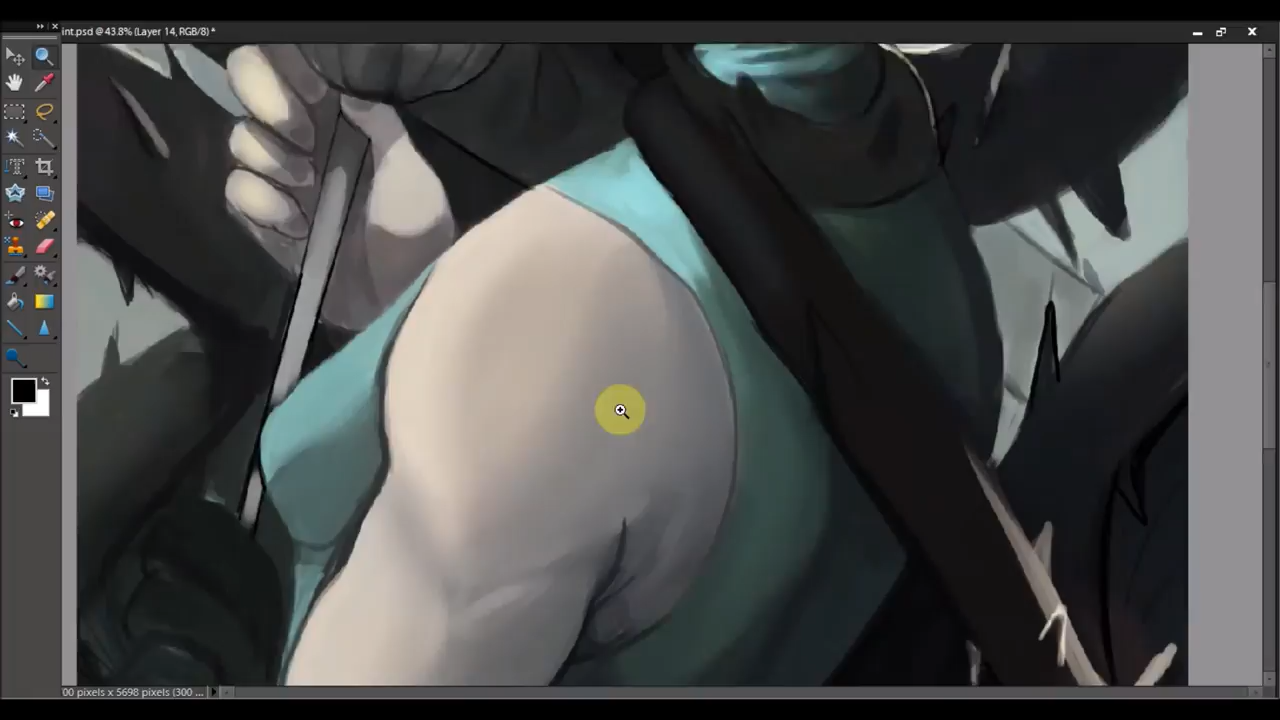 int.psd @ 43.8% (Layer 14, RGB/8) *
00 pixels x 5698 pixels (300 ...